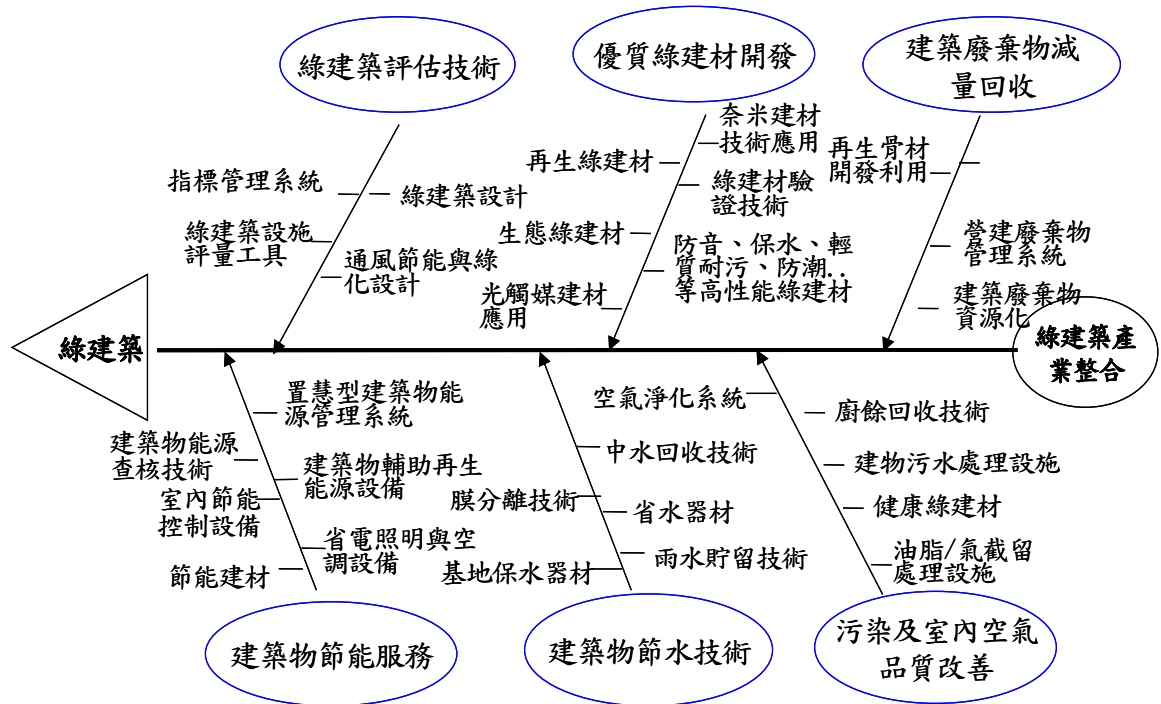 綠建築評估技術
優質綠建材開發
建築廢棄物減
量回收
指標管理系統
綠建築設計
綠建築設施
評量工具
通風節能與綠
化設計
奈米建材
技術應用
再生綠建材
綠建材驗
證技術
生態綠建材
防音、保水、輕
質耐污、防潮..
等高性能綠建材
光觸媒建材
應用
再生骨材
開發利用
營建廢棄物
管理系統
建築廢棄物
資源化
綠建築
綠建築產
業整合
置慧型建築物能
源管理系統
建築物能源
查核技術
建築物輔助再生
能源設備
室內節能
控制設備
省電照明與空
調設備
節能建材
空氣淨化系統
中水回收技術
膜分離技術
省水器材
雨水貯留技術
基地保水器材
廚餘回收技術
建物污水處理設施
健康綠建材
油脂/氣截留
處理設施
建築物節能服務
建築物節水技術
污染及室內空氣
品質改善